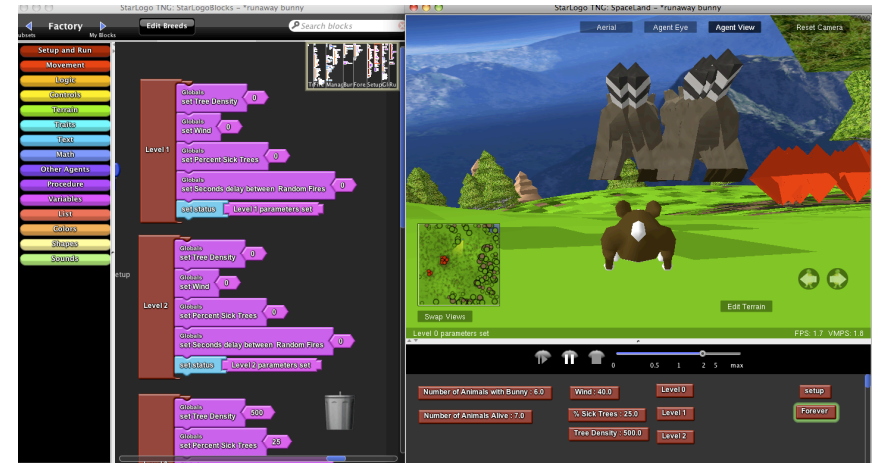 StarLogo TNG: StarLogoBlocks – *runaway bunny
Factory
My Blocks
Edit Breeds
Search blocks
Setup and Run
Movement
Logic
Controls
Terrain
Traits
Text
Math
Other Agents
Procedure
Variables
List
Colors
Shapes
Sounds
etup
Level 1
Globals
set Tree Density 0
Globals
set Wind 0
Globals
set Percent Sick Trees 0
Globals
set Seconds delay between Random Fires 0
set status Level 1 parameters set
Level 2
Globals
set Tree Density 0
Globals
set Wind 0
Globals
set Percent Sick Trees 0
Globals
set Seconds delay between Random Fires 0
set status Level 2 parameters set
Globals
set Tree Density 500
Globals
set Percent Sick Trees 25
StarLogo TNG: SpaceLand – *runaway bunny
Aerial
Agent Eye
Agent View
Reset Camera
Swap Views
Edit Terrain
Level 0 parameters set
FPS: 1.7 VMPS: 1.8
0 0.5 1 2 5 max
Number of Animals with Bunny : 6.0
Number of Animals Alive : 7.0
Wind : 40.0
% Sick Trees : 25.0
Tree Density : 500.0
Level 0
Level 1
Level 2
setup
Forever